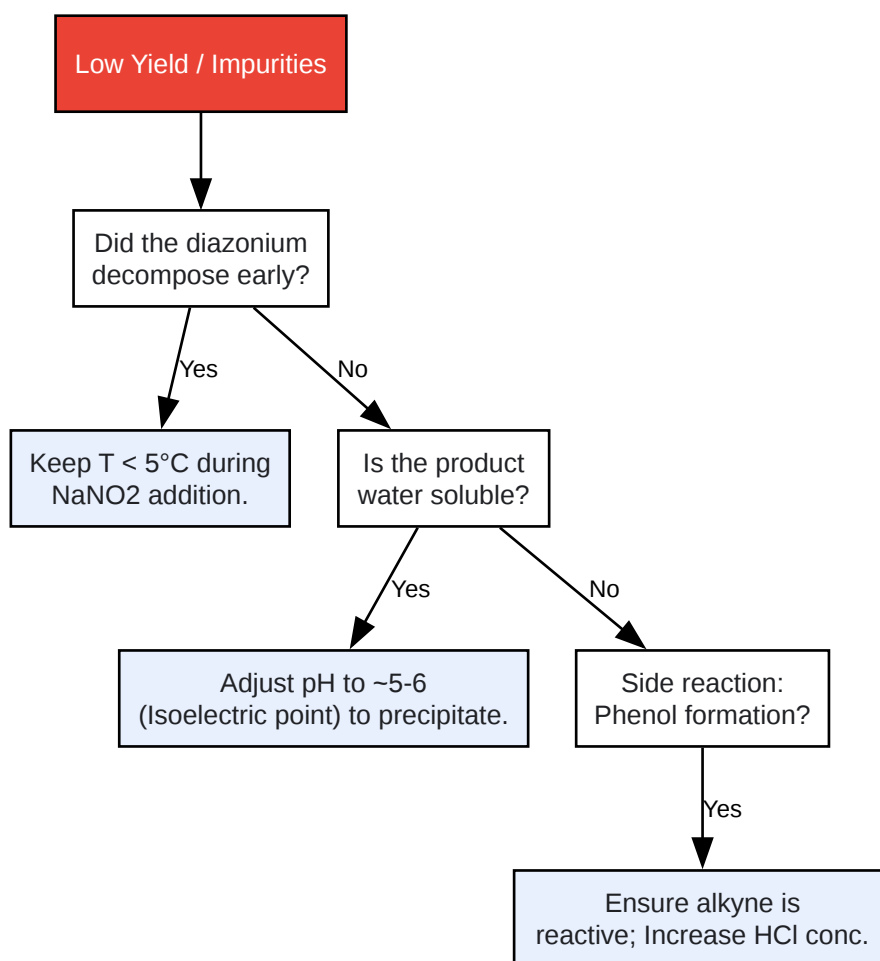 Low Yield / Impurities
Did the diazonium
decompose early?
Yes
No
Keep T < 5°C during
NaNO2 addition.
Is the product
water soluble?
Yes
No
Adjust pH to ~5-6
(Isoelectric point) to precipitate.
Side reaction:
Phenol formation?
Yes
Ensure alkyne is
reactive; Increase HCl conc.